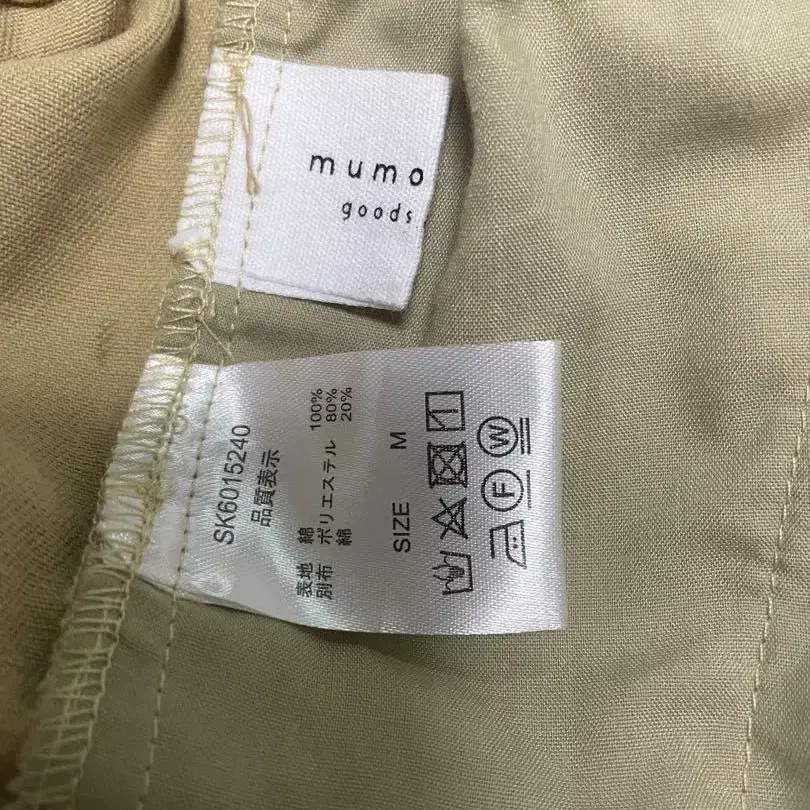 mumo
goods.
SK6015240
品質表示
表地 綿 100%
別布 ポリエステル 80%
綿 20%
SIZE M
W
F